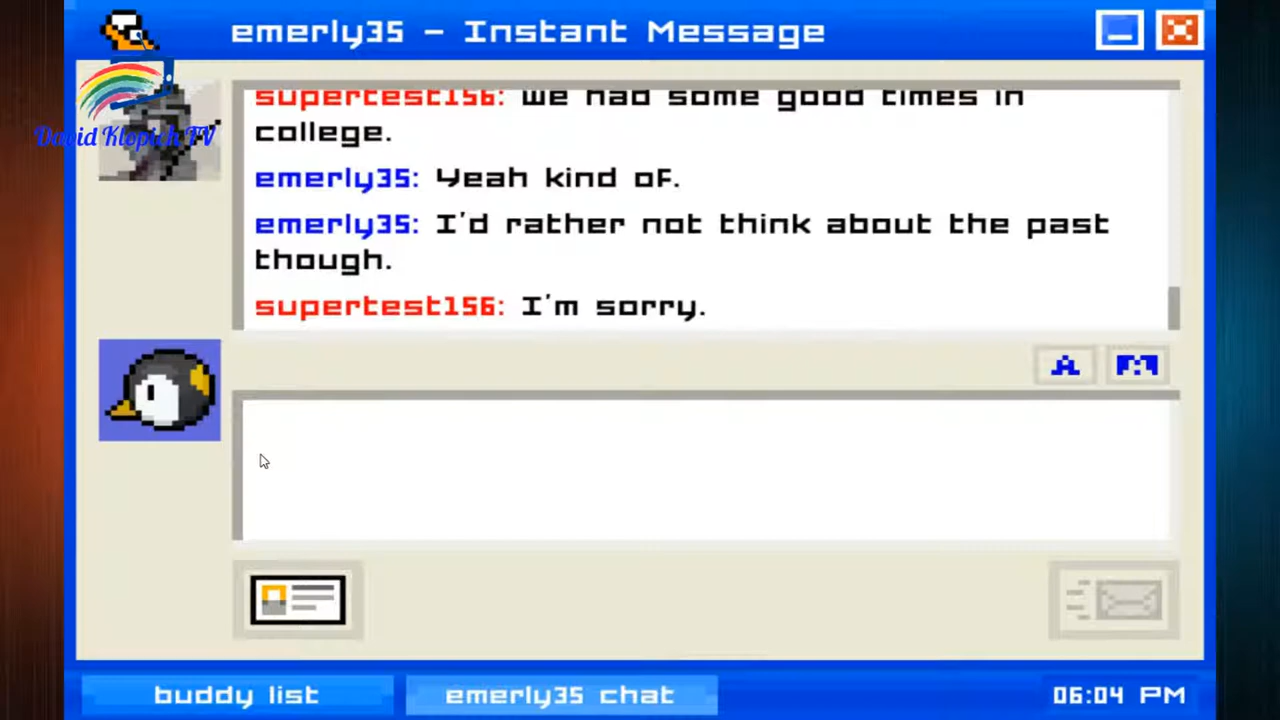 emerly35 - Instant Message
David Klopich TV
supertest156: we had some good times in
college.
emerly35: Yeah kind of.
emerly35: I'd rather not think about the past
though.
supertest156: I'm sorry.
A
buddy list
emerly35 chat
06:04 PM